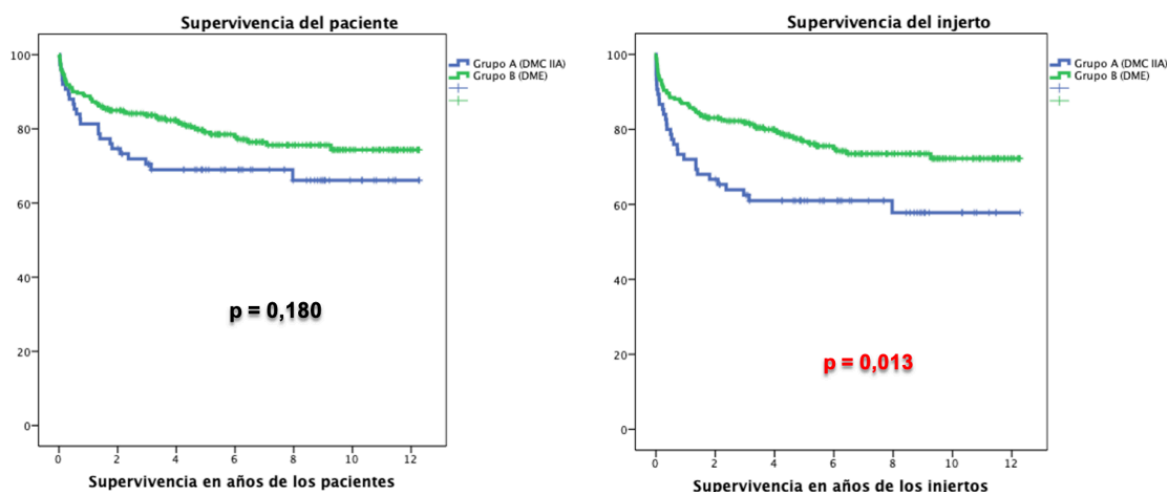 Supervivencia del paciente
100
80
60
40
20
0
0 2 4 6 8 10 12
Supervivencia en años de los pacientes
Grupo A (DMC IIA)
Grupo B (DME)
p = 0,180
Supervivencia del injerto
100
80
60
40
20
0
0 2 4 6 8 10 12
Supervivencia en años de los injertos
Grupo A (DMC IIA)
Grupo B (DME)
p = 0,013